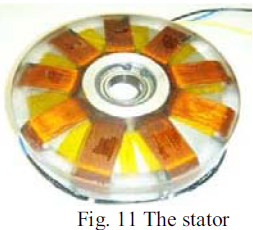 Fig. 11 The stator